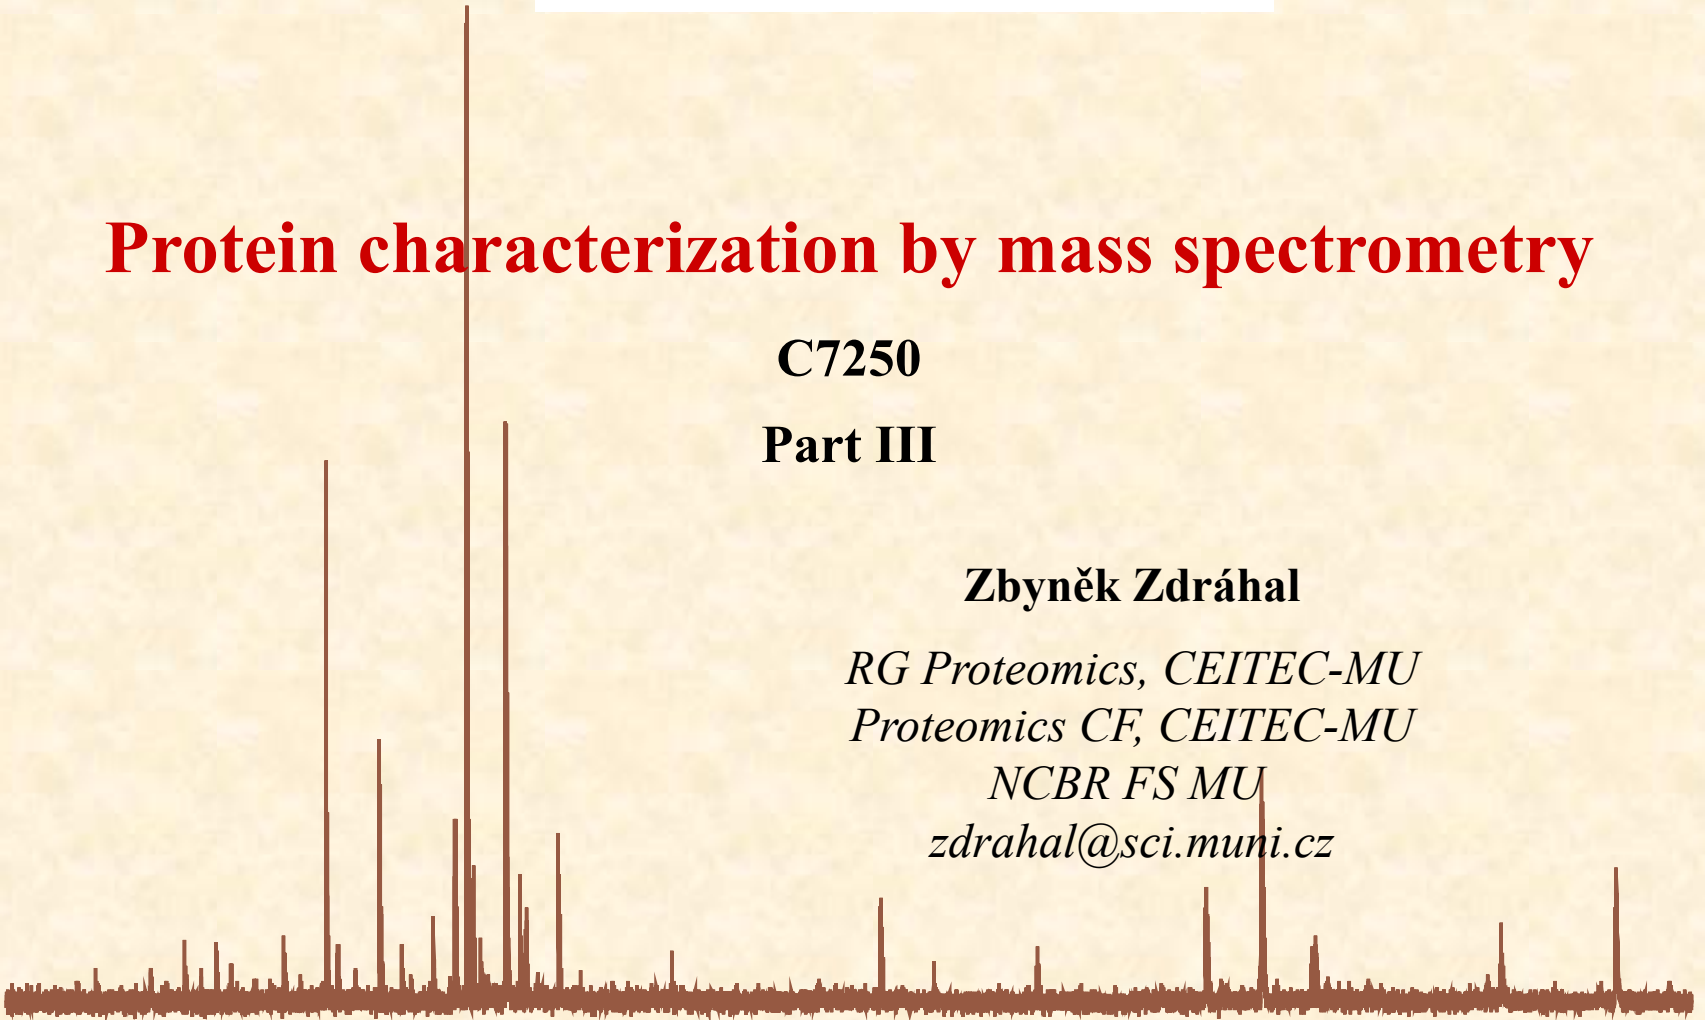 Protein characterization by mass spectrometry
C7250
Part III
Zbyněk Zdráhal
RG Proteomics, CEITEC-MU
Proteomics CF, CEITEC-MU
NCBR FS MU
zdrahal@sci.muni.cz